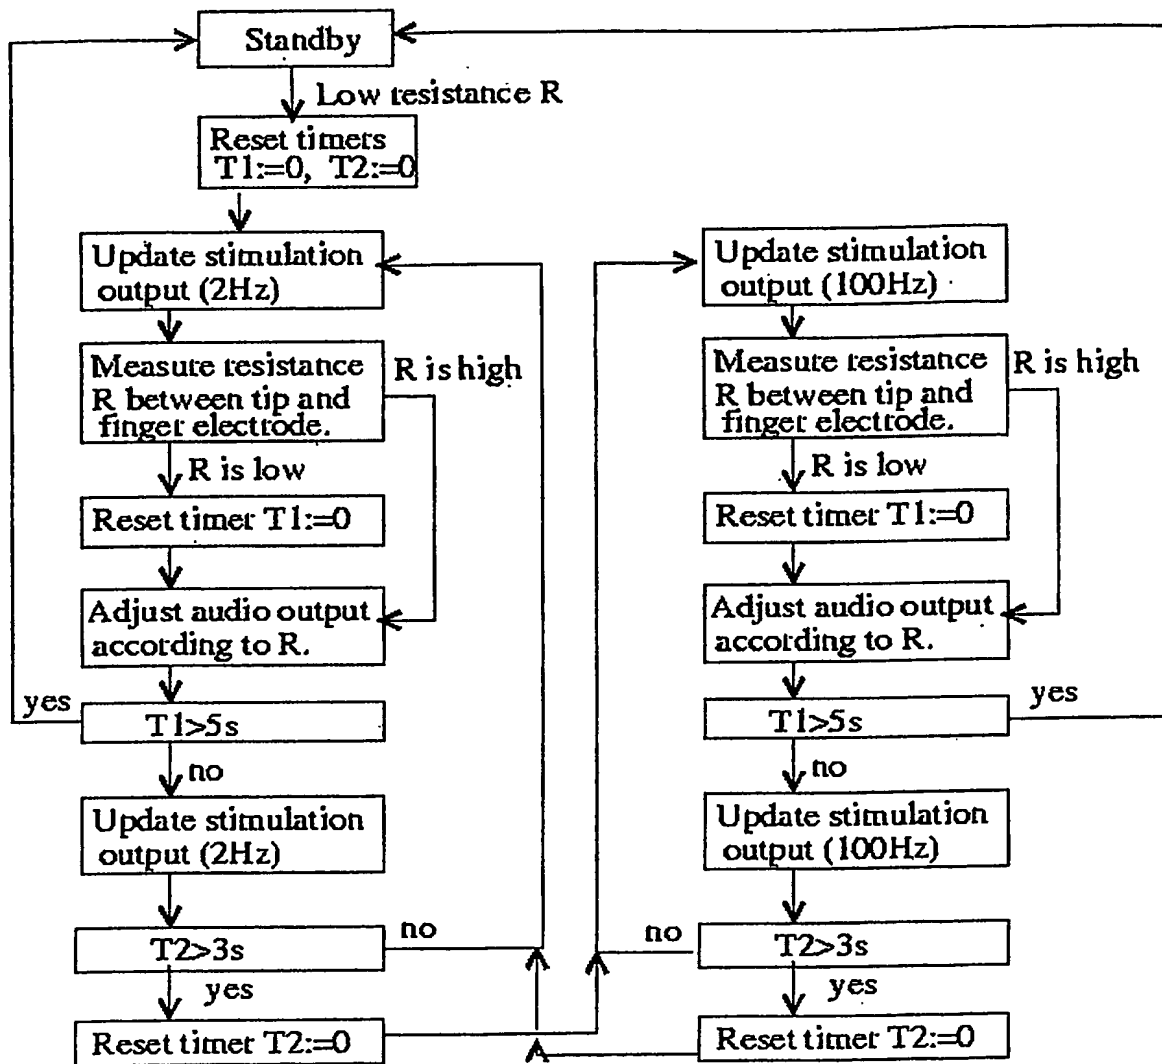 Standby
Low resistance R
Reset timers
T1:=0, T2:=0
Update stimulation
output (2Hz)
Measure resistance
R between tip and
finger electrode.
R is high
R is low
Reset timer T1:=0
Adjust audio output
according to R.
yes
T1>5s
no
Update stimulation
output (2Hz)
T2>3s
no
yes
Reset timer T2:=0
Update stimulation
output (100Hz)
Measure resistance
R between tip and
finger electrode.
R is high
R is low
Reset timer T1:=0
Adjust audio output
according to R.
T1>5s
yes
no
Update stimulation
output (100Hz)
no
T2>3s
yes
Reset timer T2:=0